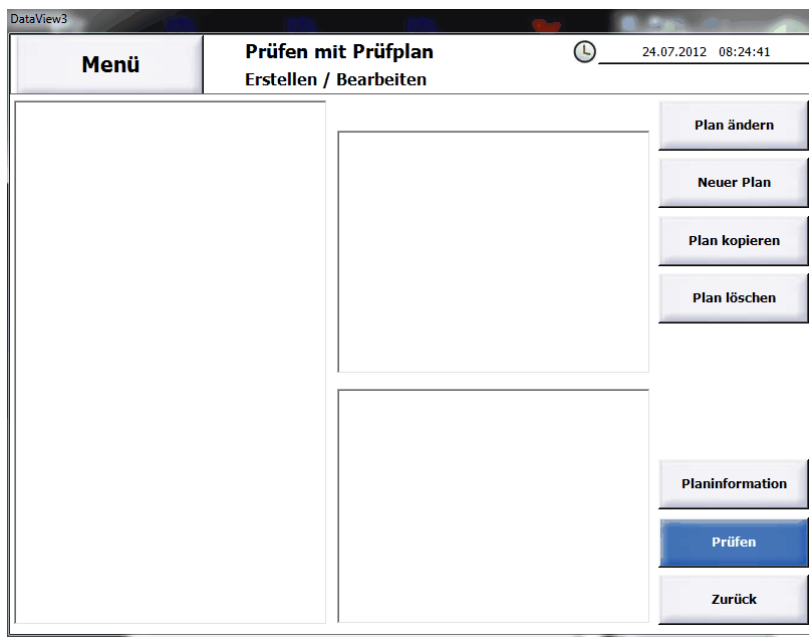 DataView3
Menü
Prüfen mit Prüfplan
Erstellen / Bearbeiten
24.07.2012 08:24:41
Plan ändern
Neuer Plan
Plan kopieren
Plan löschen
Planinformation
Prüfen
Zurück